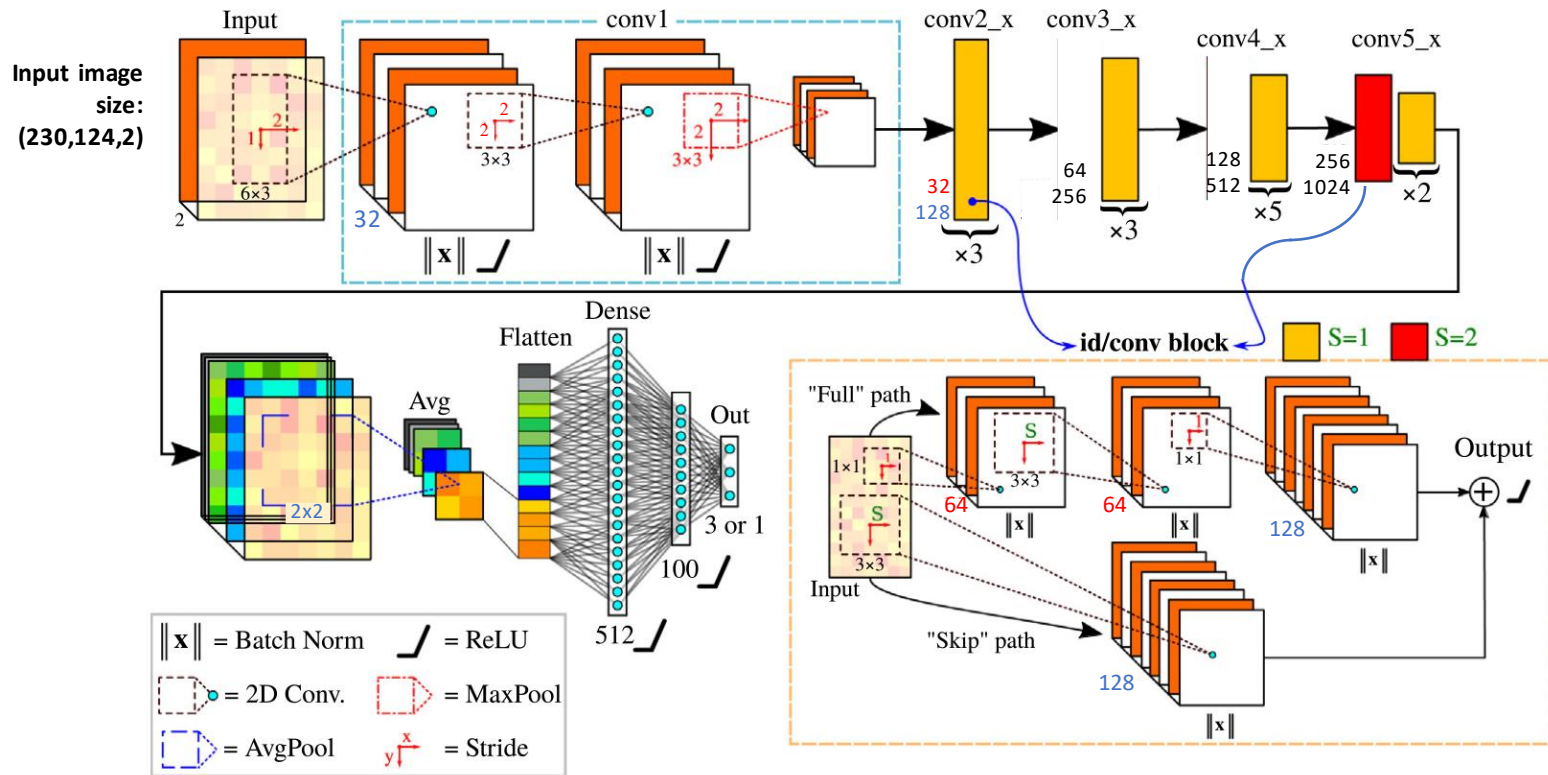 Input
conv1
conv2_x
conv3_x
conv4_x
conv5_x
Input image
size:
(230,124,2)
1
2
6×3
2
32
2
2
3×3
‖x‖
2
2
3×3
‖x‖
32
128
×3
64
256
×3
128
512
×5
256
1024
×2
id/conv block
S=1
S=2
2x2
Avg
Flatten
Dense
512
100
Out
3 or 1
"Full" path
1×1
1
S
3×3
Input
"Skip" path
64
S
3×3
‖x‖
64
1
1×1
‖x‖
128
‖x‖
128
‖x‖
Output
+
‖x‖ = Batch Norm
= ReLU
= 2D Conv.
= MaxPool
= AvgPool
x
y
= Stride